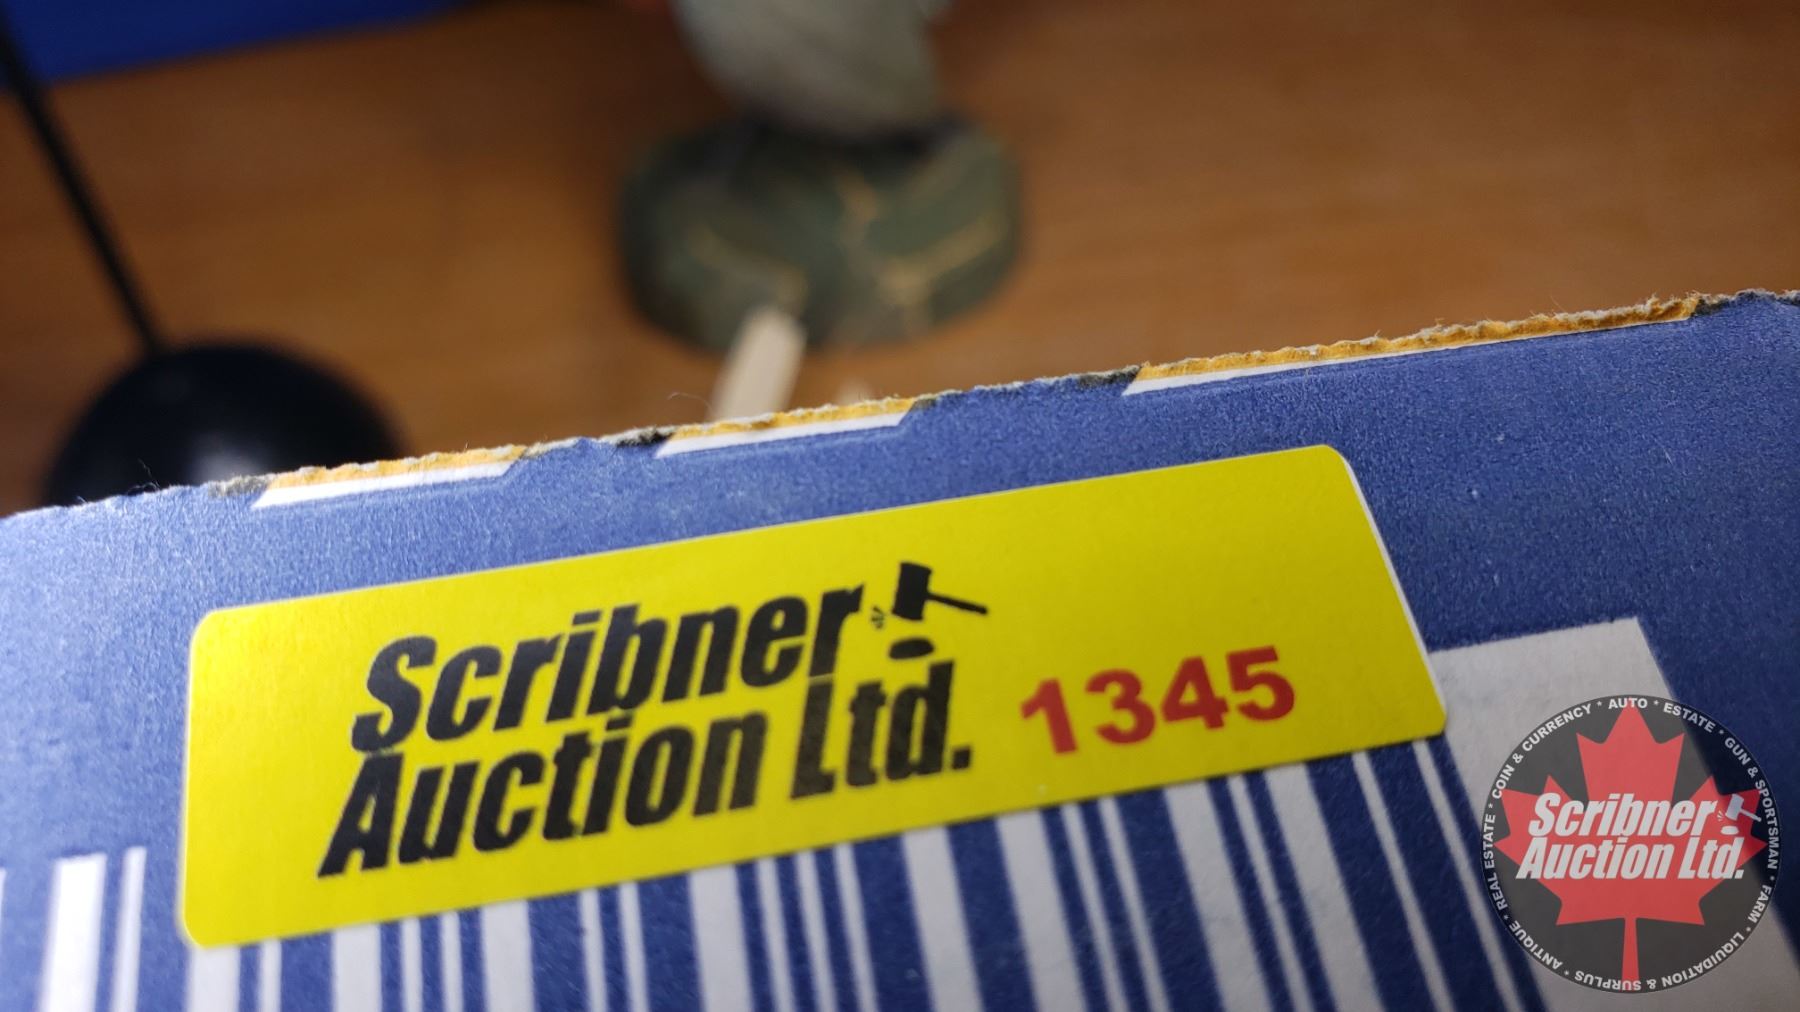 Scribner
Auction Ltd.
1345
REAL ESTATE * COIN & CURRENCY * AUTO * ESTATE * GUN & SPORTSMAN * FARM * LIQUIDATION & SURPLUS * ANTIQUE *
Scribner
Auction Ltd.